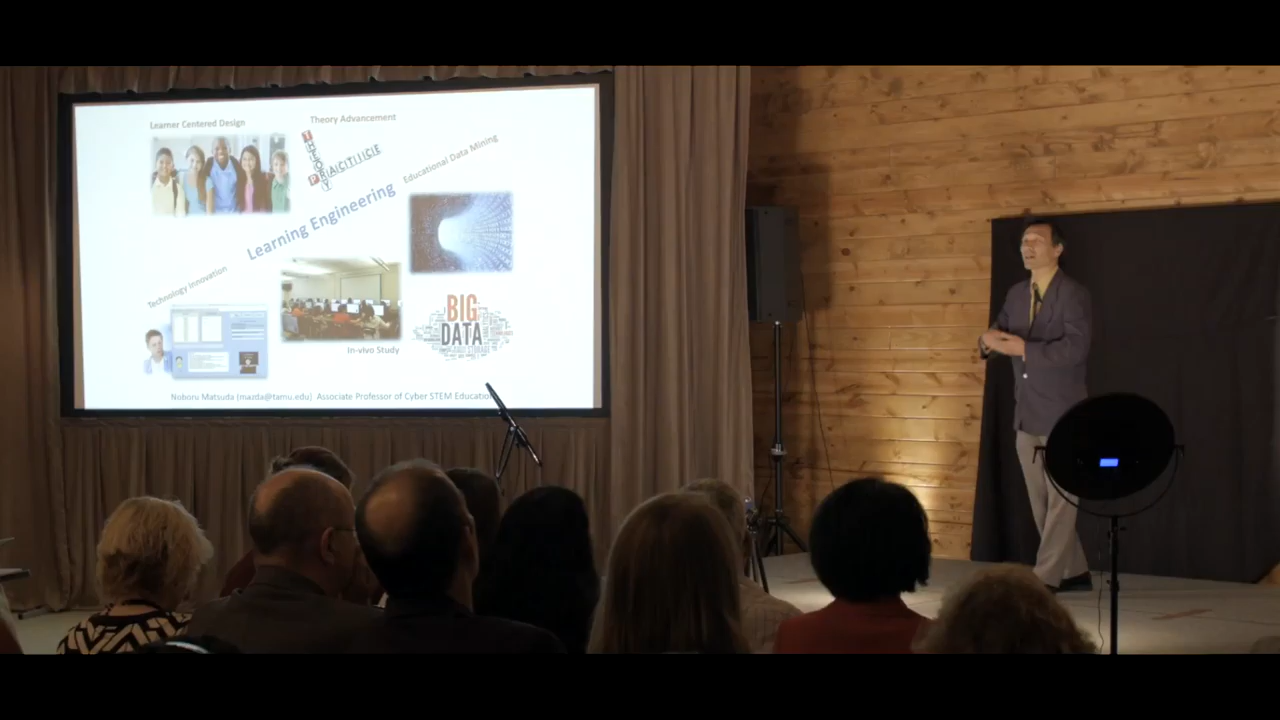 Learner Centered Design
Theory Advancement
THEORY
PRACTICE
Educational Data Mining
Learning Engineering
Technology Innovation
In-vivo Study
BIG
DATA
Noboru Matsuda (mazda@tamu.edu) Associate Professor of Cyber STEM Educatio